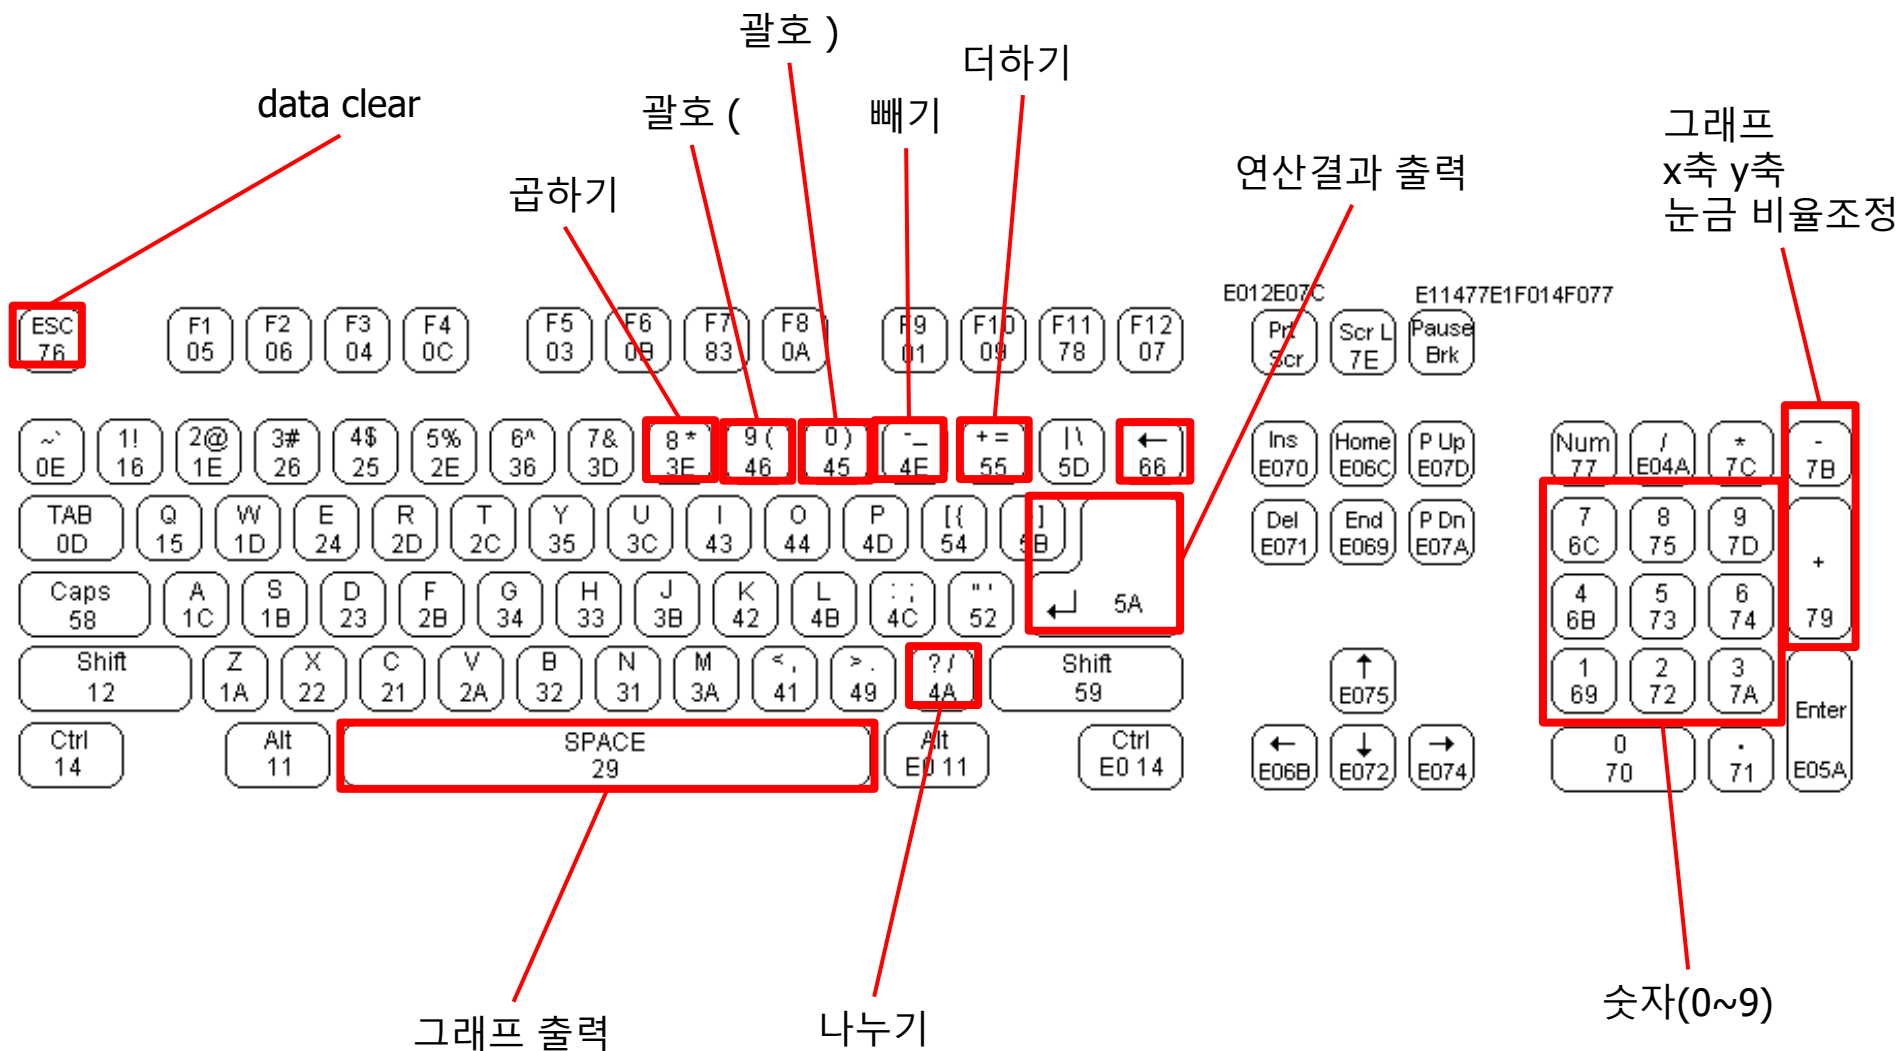 괄호 )
더하기
data clear
괄호 (
빼기
그래프
x축 y축
눈금 비율조정
연산결과 출력
곱하기
E012E07C
E11477E1F014F077
ESC
76
F1
05
F2
06
F3
04
F4
0C
F5
03
F6
0B
F7
83
F8
0A
F9
01
F10
09
F11
78
F12
07
Prt
Scr
Scr L
7E
Pause
Brk
~`
0E
1!
16
2@
1E
3#
26
4$
25
5%
2E
6^
36
7&
3D
8 *
3E
9 (
46
0 )
45
- _
4E
+ =
55
| \
5D
←
66
Ins
E070
Home
E06C
P Up
E07D
Num
77
/
E04A
*
7C
-
7B
TAB
0D
Q
15
W
1D
E
24
R
2D
T
2C
Y
35
U
3C
I
43
O
44
P
4D
[ {
54
]
5B
Del
E071
End
E069
P Dn
E07A
7
6C
8
75
9
7D
+
79
Caps
58
A
1C
S
1B
D
23
F
2B
G
34
H
33
J
3B
K
42
L
4B
: ;
4C
" '
52
↵ 5A
4
6B
5
73
6
74
Shift
12
Z
1A
X
22
C
21
V
2A
B
32
N
31
M
3A
< ,
41
> .
49
? /
4A
Shift
59
↑
E075
1
69
2
72
3
7A
Enter
E05A
Ctrl
14
Alt
11
SPACE
29
Alt
E0 11
Ctrl
E0 14
←
E06B
↓
E072
→
E074
0
70
.
71
숫자(0~9)
그래프 출력
나누기